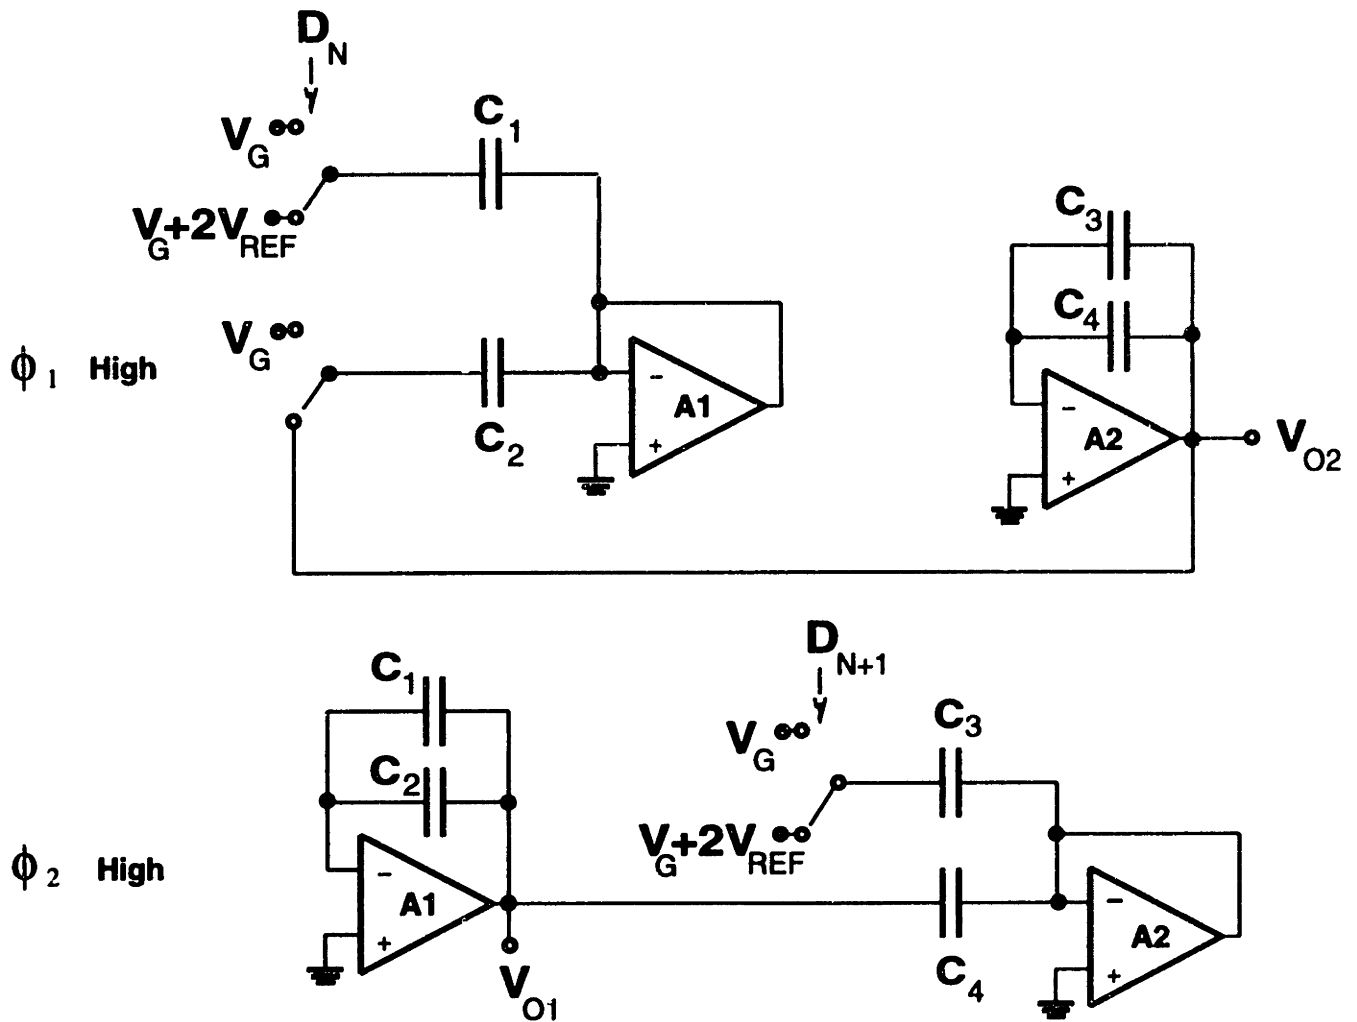 D_N
C_1
V_G
V_G+2V_REF
C_3
V_G
C_4
ϕ_1 High
−
A1
+
C_2
−
A2
+
V_O2
D_N+1
C_1
C_3
V_G
C_2
V_G+2V_REF
ϕ_2 High
−
A1
+
−
A2
+
C_4
V_O1